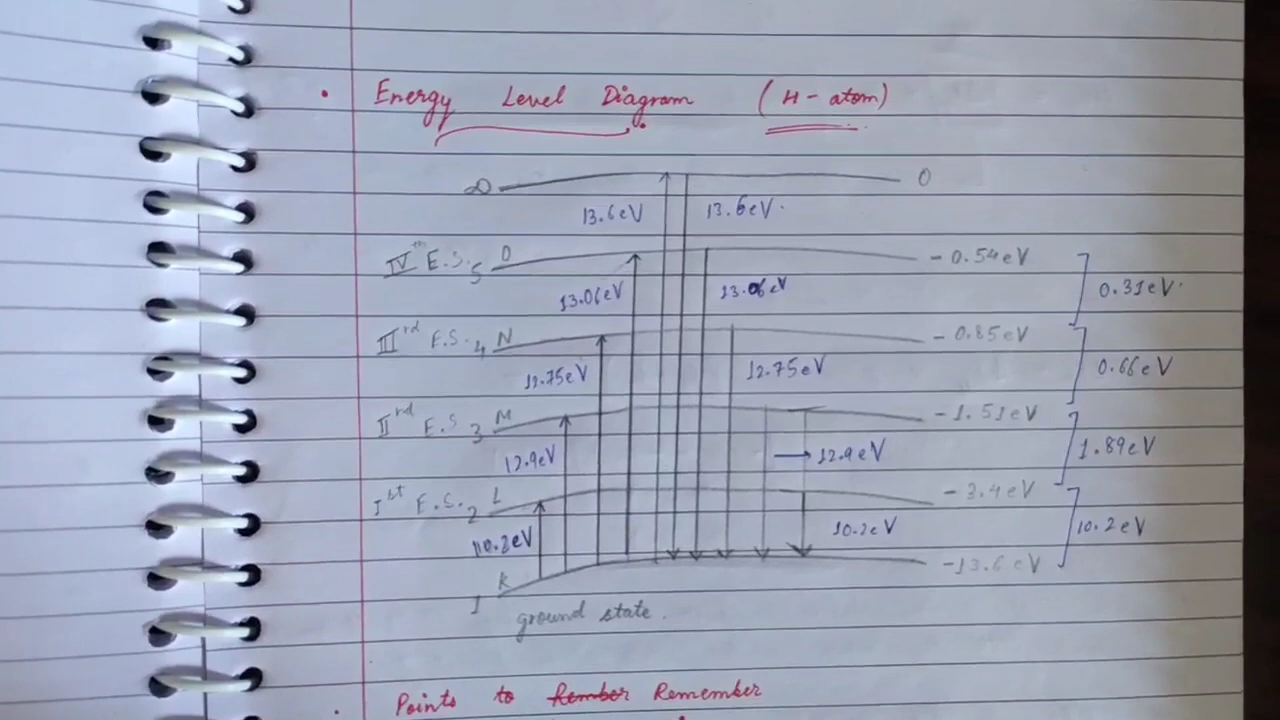 • Energy Level Diagram (H-atom)
∞ 0
13.6eV 13.6eV.
IVth E.S. 5 O -0.54eV
13.06eV 13.06eV 0.31eV.
IIIrd E.S. 4 N -0.85eV
12.75eV 12.75eV 0.66eV
IIrd E.S. 3 M -1.51eV
12.9eV 12.9eV 1.89eV
Ist E.S. 2 L -3.4eV
10.2eV 10.2eV 10.2eV
1 K -13.6eV
ground state.
• Points to Remember